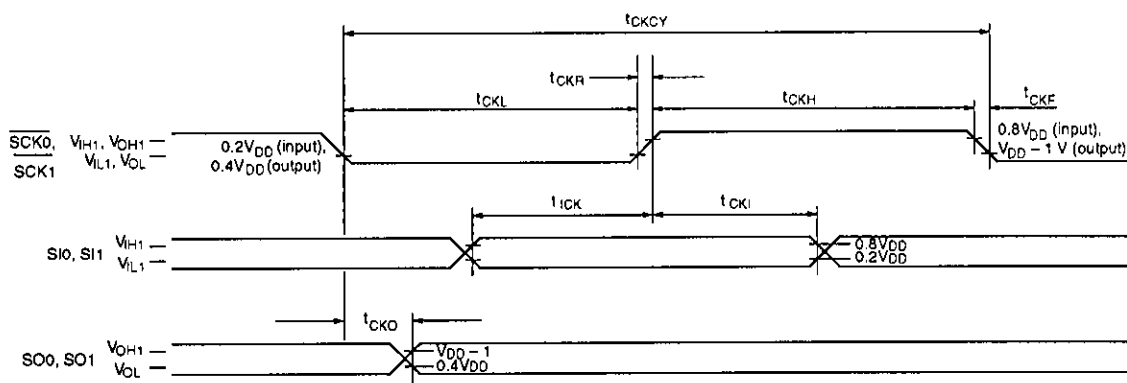 tCKCY
tCKR
tCKL
tCKH
tCKF
SCK0,
SCK1
VIH1, VOH1
VIL1, VOL
0.2VDD (input),
0.4VDD (output)
0.8VDD (input),
VDD – 1 V (output)
tICK
tCKI
SI0, SI1
VIH1
VIL1
0.8VDD
0.2VDD
tCKO
SO0, SO1
VOH1
VOL
VDD – 1
0.4VDD